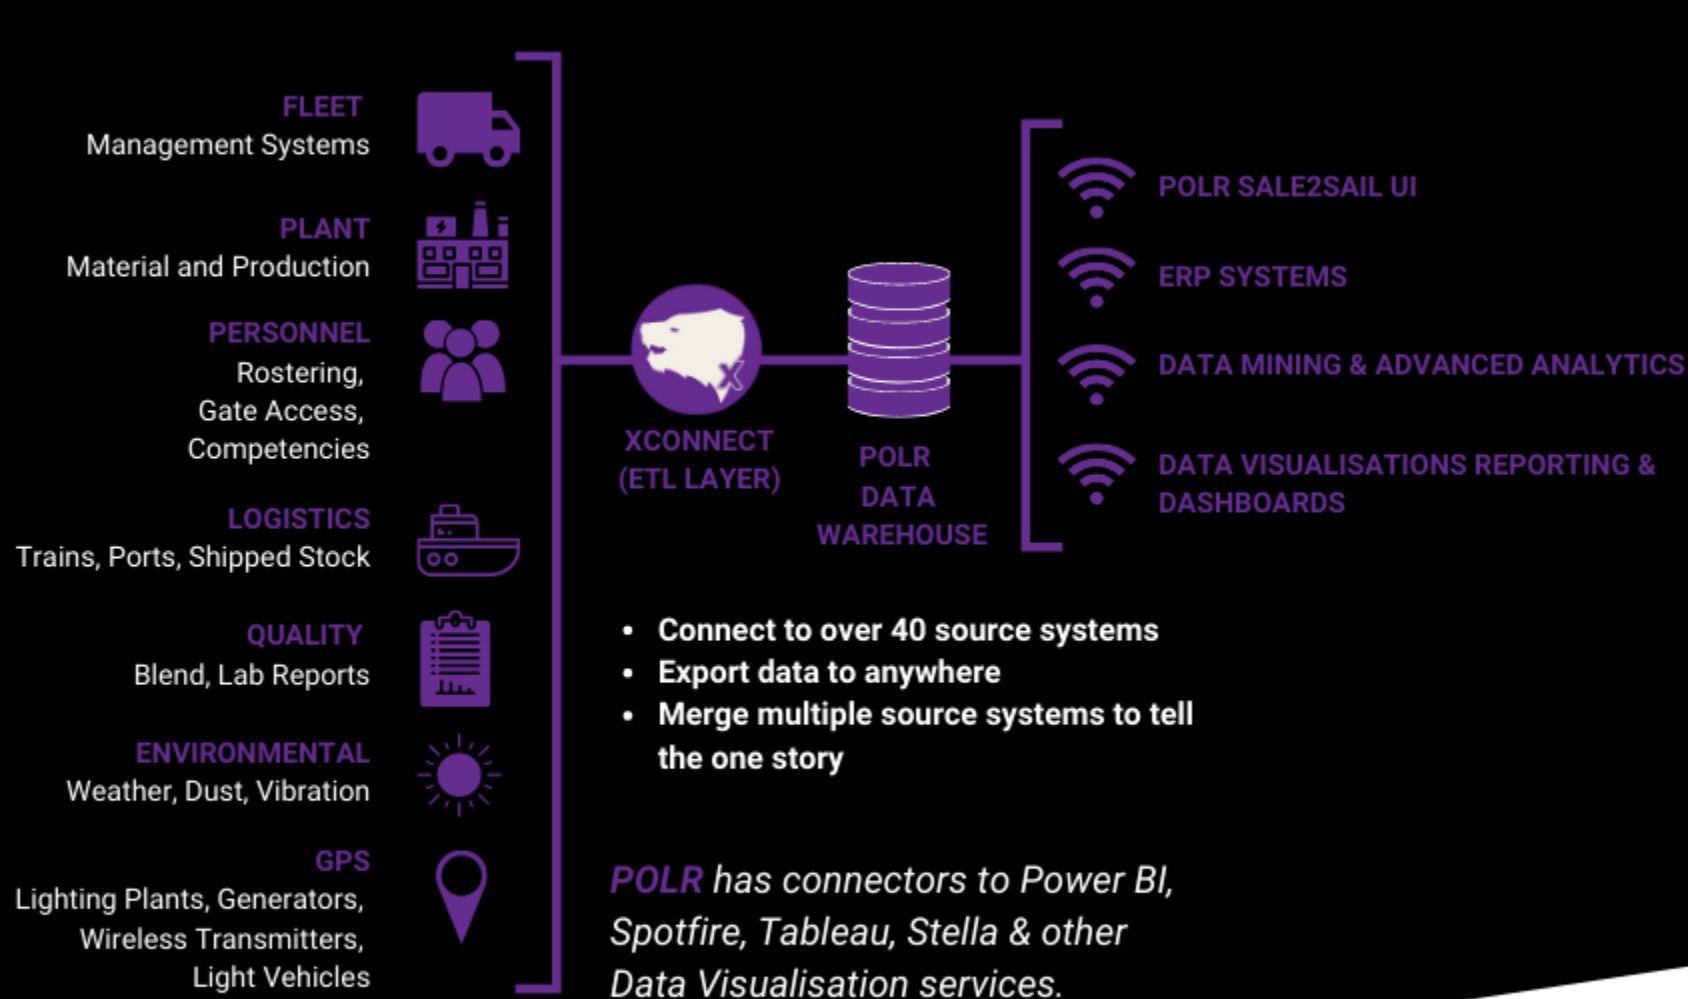 FLEET
Management Systems
PLANT
Material and Production
PERSONNEL
Rostering,
Gate Access,
Competencies
LOGISTICS
Trains, Ports, Shipped Stock
QUALITY
Blend, Lab Reports
ENVIRONMENTAL
Weather, Dust, Vibration
GPS
Lighting Plants, Generators,
Wireless Transmitters,
Light Vehicles
X
XCONNECT
(ETL LAYER)
POLR
DATA
WAREHOUSE
POLR SALE2SAIL UI
ERP SYSTEMS
DATA MINING & ADVANCED ANALYTICS
DATA VISUALISATIONS REPORTING &
DASHBOARDS
• Connect to over 40 source systems
• Export data to anywhere
• Merge multiple source systems to tell
the one story
POLR has connectors to Power BI,
Spotfire, Tableau, Stella & other
Data Visualisation services.